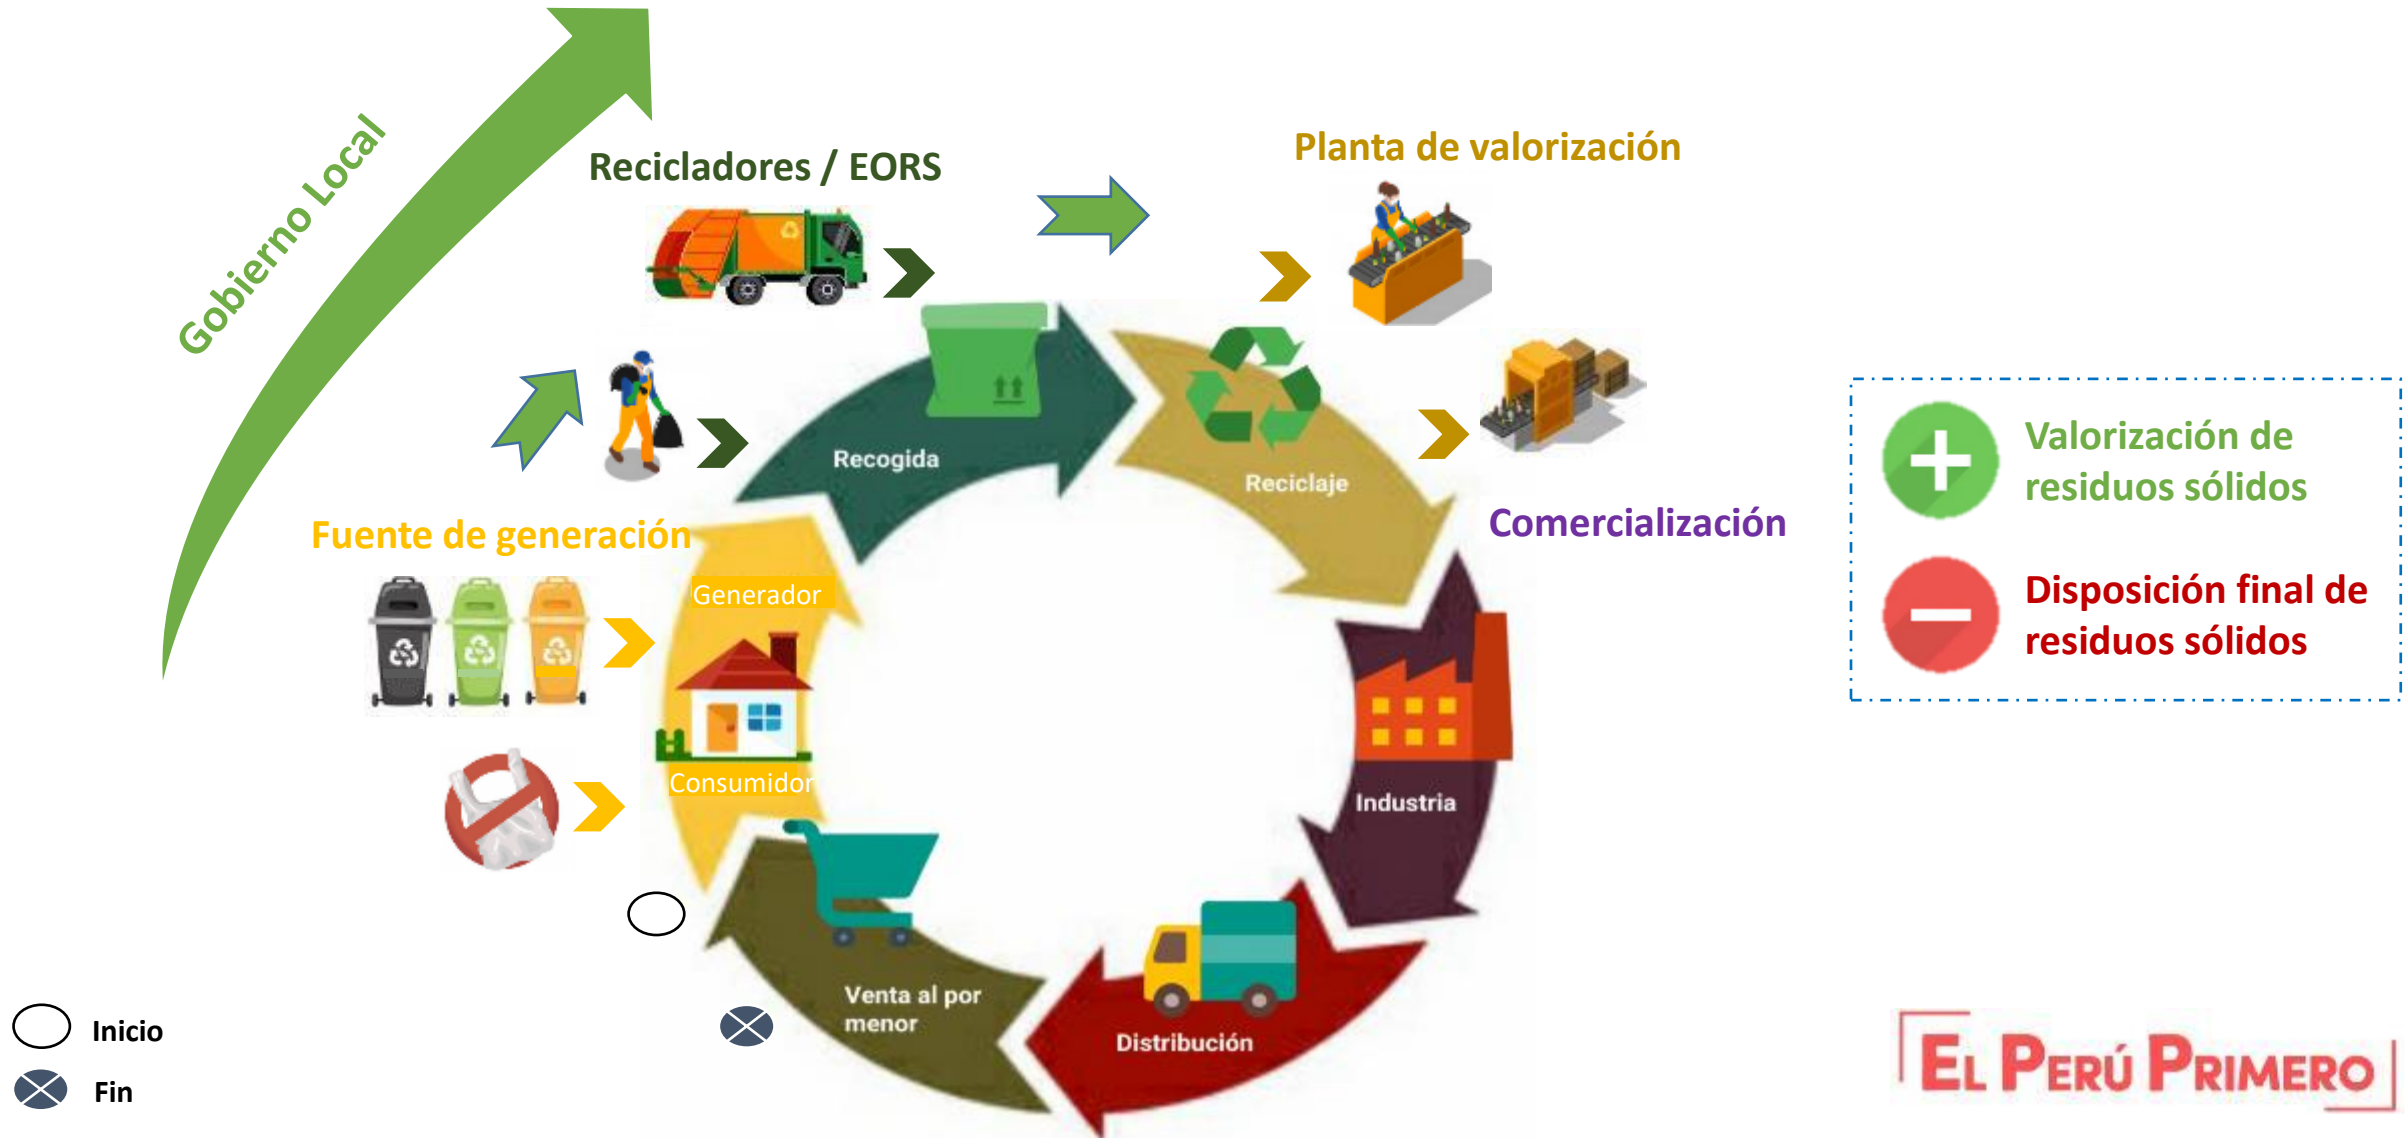 Gobierno Local
Recicladores / EORS
Planta de valorización
Recogida
Reciclaje
Fuente de generación
Comercialización
Generador
Consumidor
Industria
Venta al por
menor
Distribución
Valorización de
residuos sólidos
Disposición final de
residuos sólidos
Inicio
Fin
EL PERÚ PRIMERO